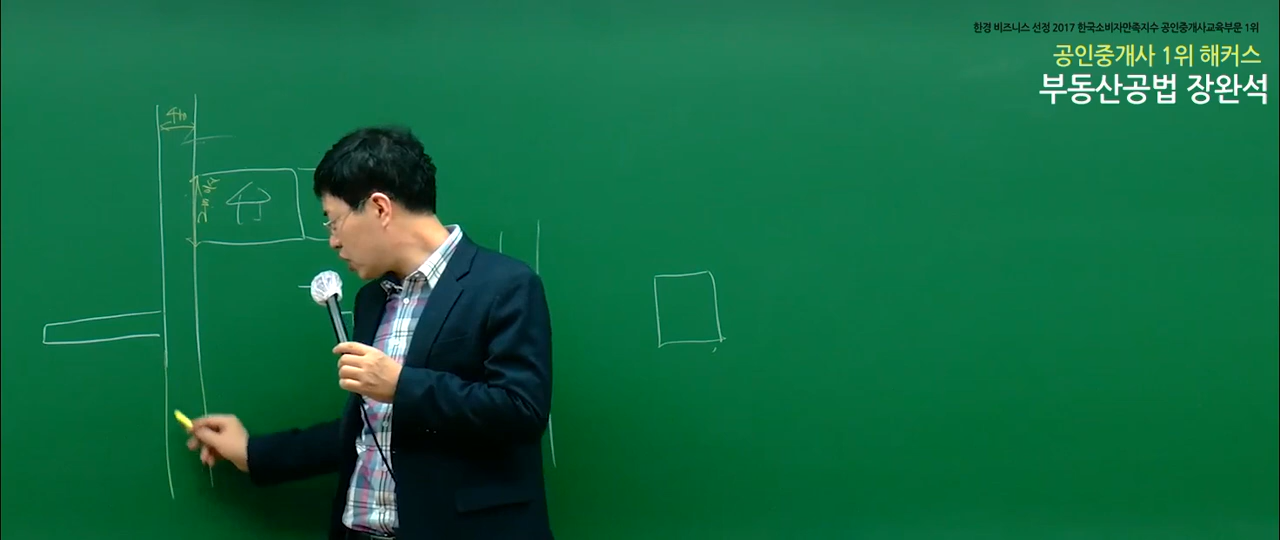 한경 비즈니스 선정 2017 한국소비자만족지수 공인중개사교육부문 1위
공인중개사 1위 해커스
부동산공법 장완석
4m